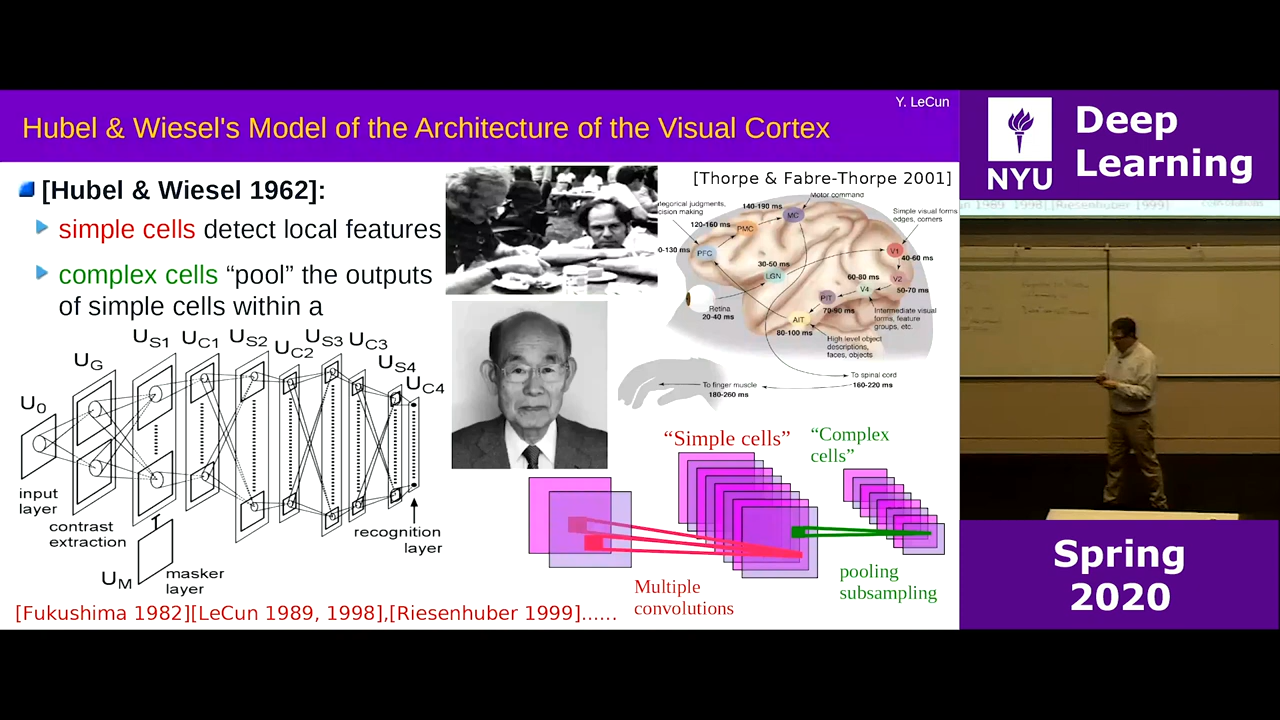 Y. LeCun
Hubel & Wiesel's Model of the Architecture of the Visual Cortex
[Hubel & Wiesel 1962]:
simple cells detect local features
complex cells “pool” the outputs
of simple cells within a
U0
UG
US1
UC1
US2
UC2
US3
UC3
US4
UC4
input
layer
contrast
extraction
UM
masker
layer
recognition
layer
[Fukushima 1982][LeCun 1989, 1998],[Riesenhuber 1999]......
[Thorpe & Fabre-Thorpe 2001]
Motor command
140-190 ms
MC
Simple visual forms
edges, corners
120-160 ms
PMC
PFC
30-50 ms
LGN
V1
40-60 ms
60-80 ms
V2
V4
50-70 ms
PIT
70-90 ms
Retina
20-40 ms
AIT
80-100 ms
Intermediate visual
forms, feature
groups, etc.
High level object
descriptions,
faces, objects
To spinal cord
160-220 ms
To finger muscle
180-260 ms
“Simple cells”
“Complex
cells”
Multiple
convolutions
pooling
subsampling
NYU
Deep
Learning
Spring
2020